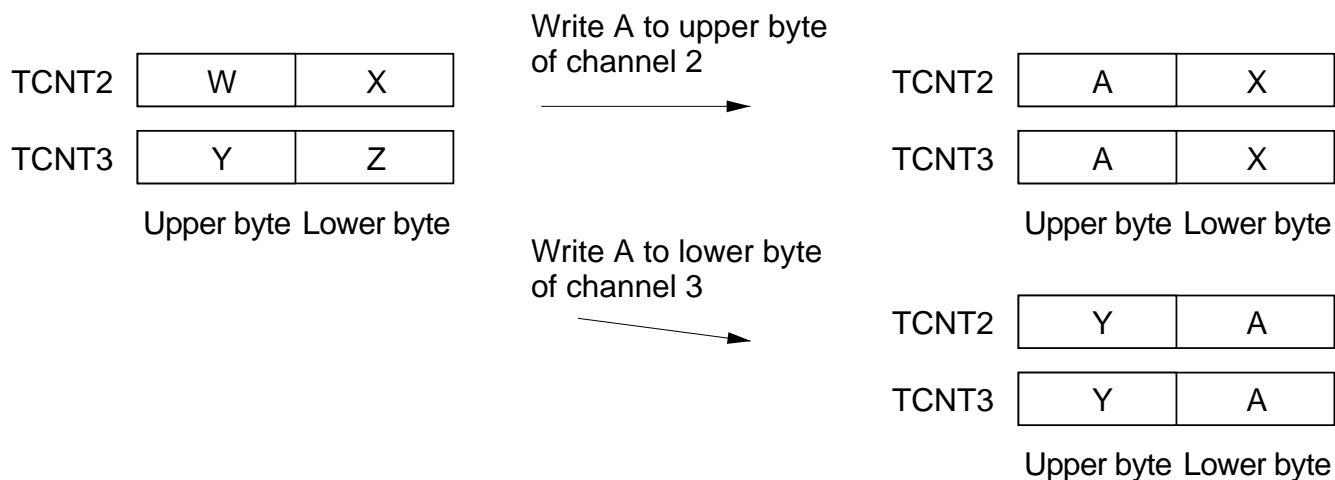 Write A to upper byte
of channel 2
TCNT2 W X
TCNT3 Y Z
Upper byte Lower byte
TCNT2 A X
TCNT3 A X
Upper byte Lower byte
Write A to lower byte
of channel 3
TCNT2 Y A
TCNT3 Y A
Upper byte Lower byte